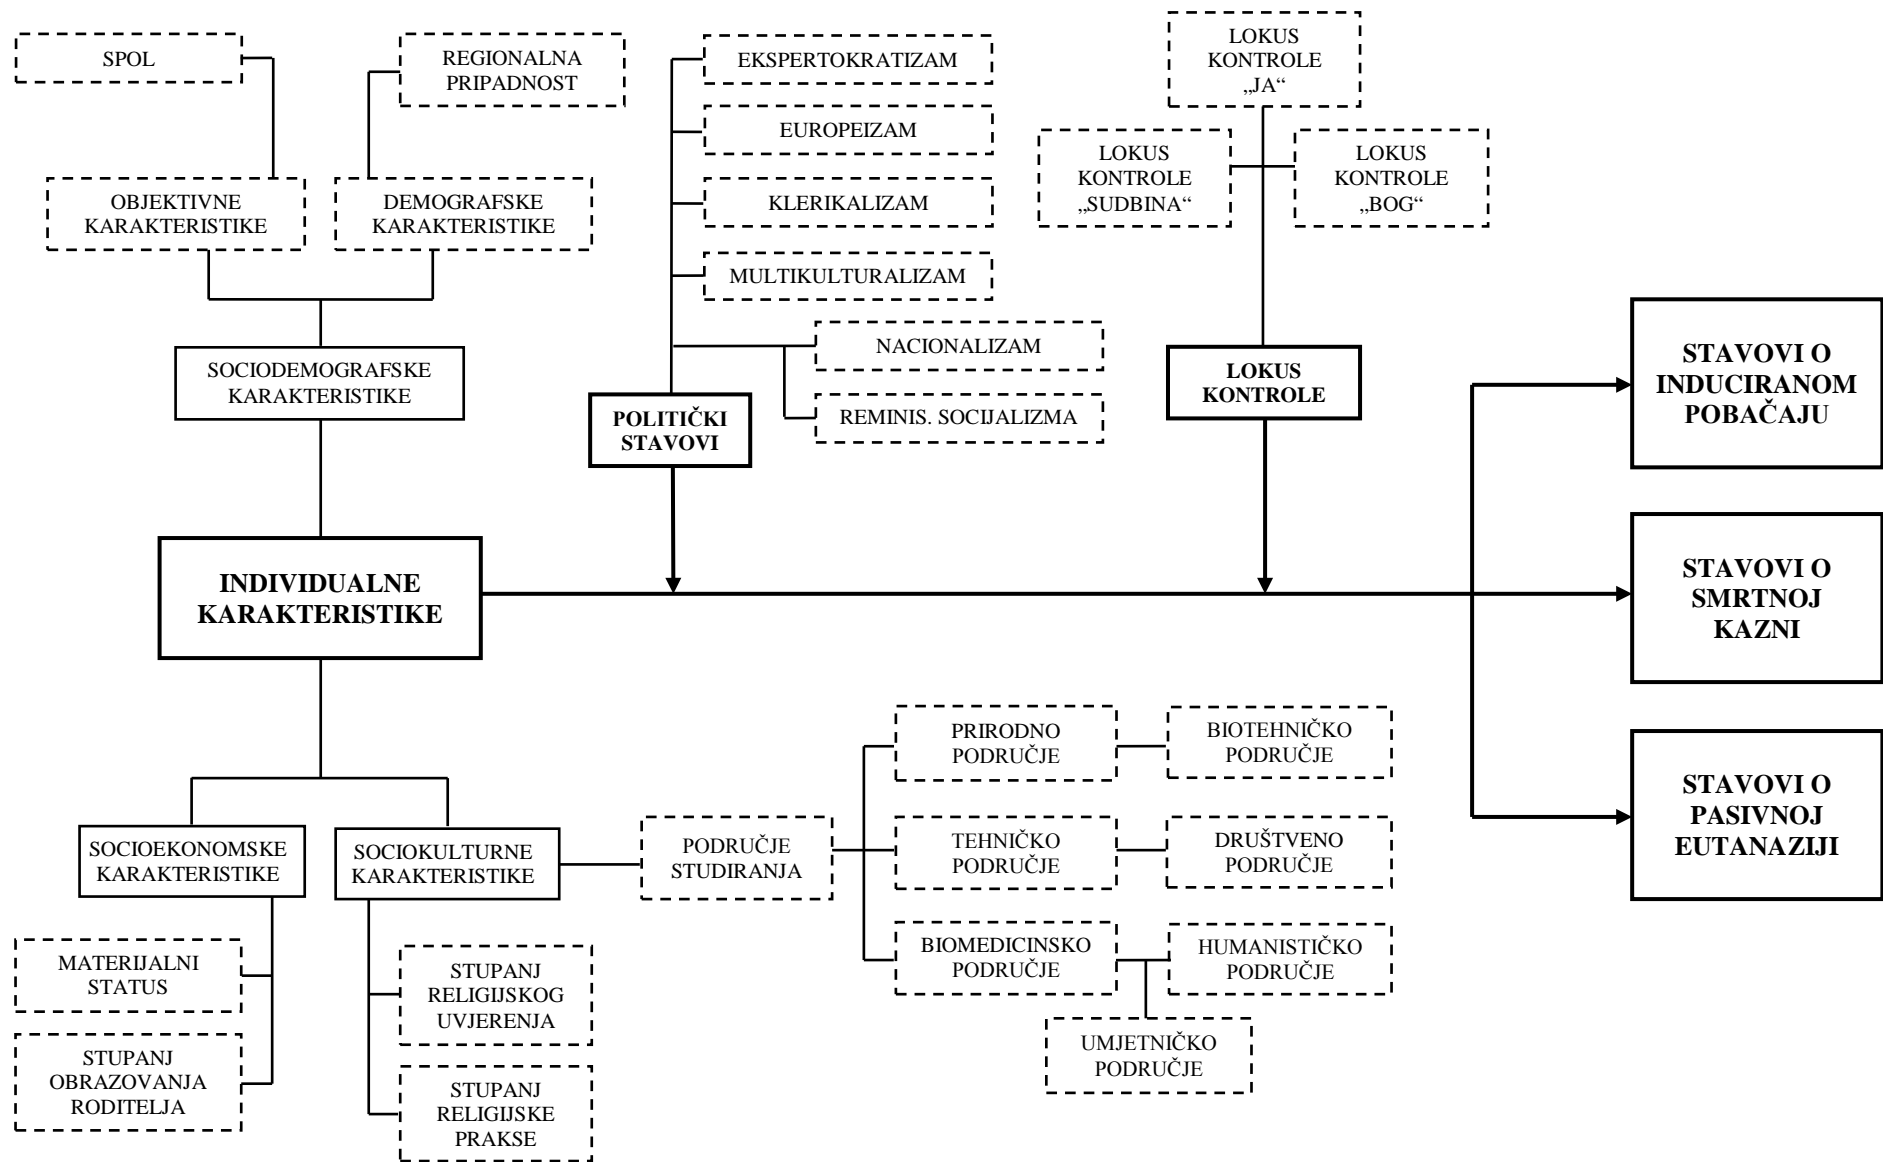 SPOL
REGIONALNA
PRIPADNOST
OBJEKTIVNE
KARAKTERISTIKE
DEMOGRAFSKE
KARAKTERISTIKE
SOCIODEMOGRAFSKE
KARAKTERISTIKE
EKSPERTOKRATIZAM
EUROPEIZAM
KLERIKALIZAM
MULTIKULTURALIZAM
NACIONALIZAM
REMINIS. SOCIJALIZMA
POLITIČKI
STAVOVI
LOKUS
KONTROLE
„JA“
LOKUS
KONTROLE
„SUDBINA“
LOKUS
KONTROLE
„BOG“
LOKUS
KONTROLE
INDIVIDUALNE
KARAKTERISTIKE
STAVOVI O
INDUCIRANOM
POBAČAJU
STAVOVI O
SMRTNOJ
KAZNI
STAVOVI O
PASIVNOJ
EUTANAZIJI
SOCIOEKONOMSKE
KARAKTERISTIKE
SOCIOKULTURNE
KARAKTERISTIKE
MATERIJALNI
STATUS
STUPANJ
OBRAZOVANJA
RODITELJA
STUPANJ
RELIGIJSKOG
UVJERENJA
STUPANJ
RELIGIJSKE
PRAKSE
PODRUČJE
STUDIRANJA
PRIRODNO
PODRUČJE
BIOTEHNIČKO
PODRUČJE
TEHNIČKO
PODRUČJE
DRUŠTVENO
PODRUČJE
BIOMEDICINSKO
PODRUČJE
HUMANISTIČKO
PODRUČJE
UMJETNIČKO
PODRUČJE